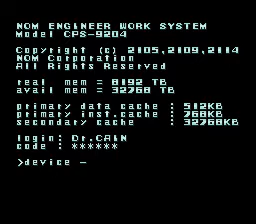 NOM ENGINEER WORK SYSTEM
Model CPS-9204
Copyright (c) 2105,2109,2114
NOM Corporation
All Rights Reserved
real  mem = 8192 TB
avail mem = 32768 TB
primary data cache : 512KB
primary inst.cache : 768KB
secondary cache    : 32768KB
login: Dr.CAIN
code : ******
>device _